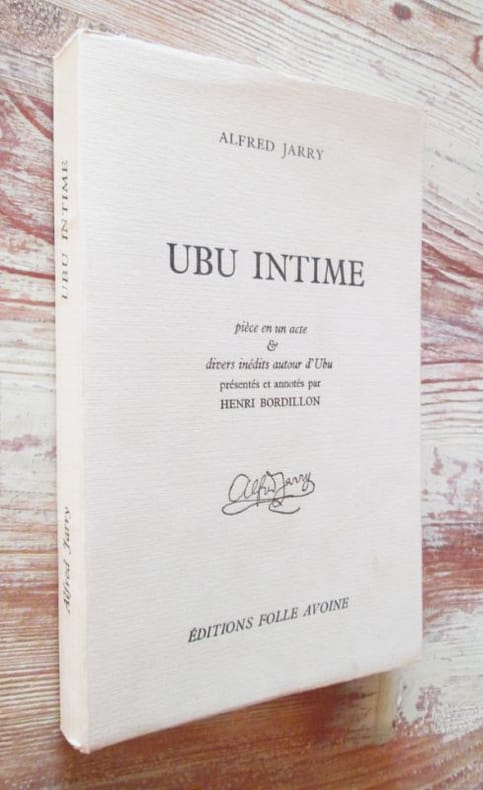 ALFRED JARRY
UBU INTIME
pièce en un acte
&
divers inédits autour d'Ubu
présentés et annotés par
HENRI BORDILLON
Alfred Jarry
ÉDITIONS FOLLE AVOINE
UBU INTIME
Alfred Jarry